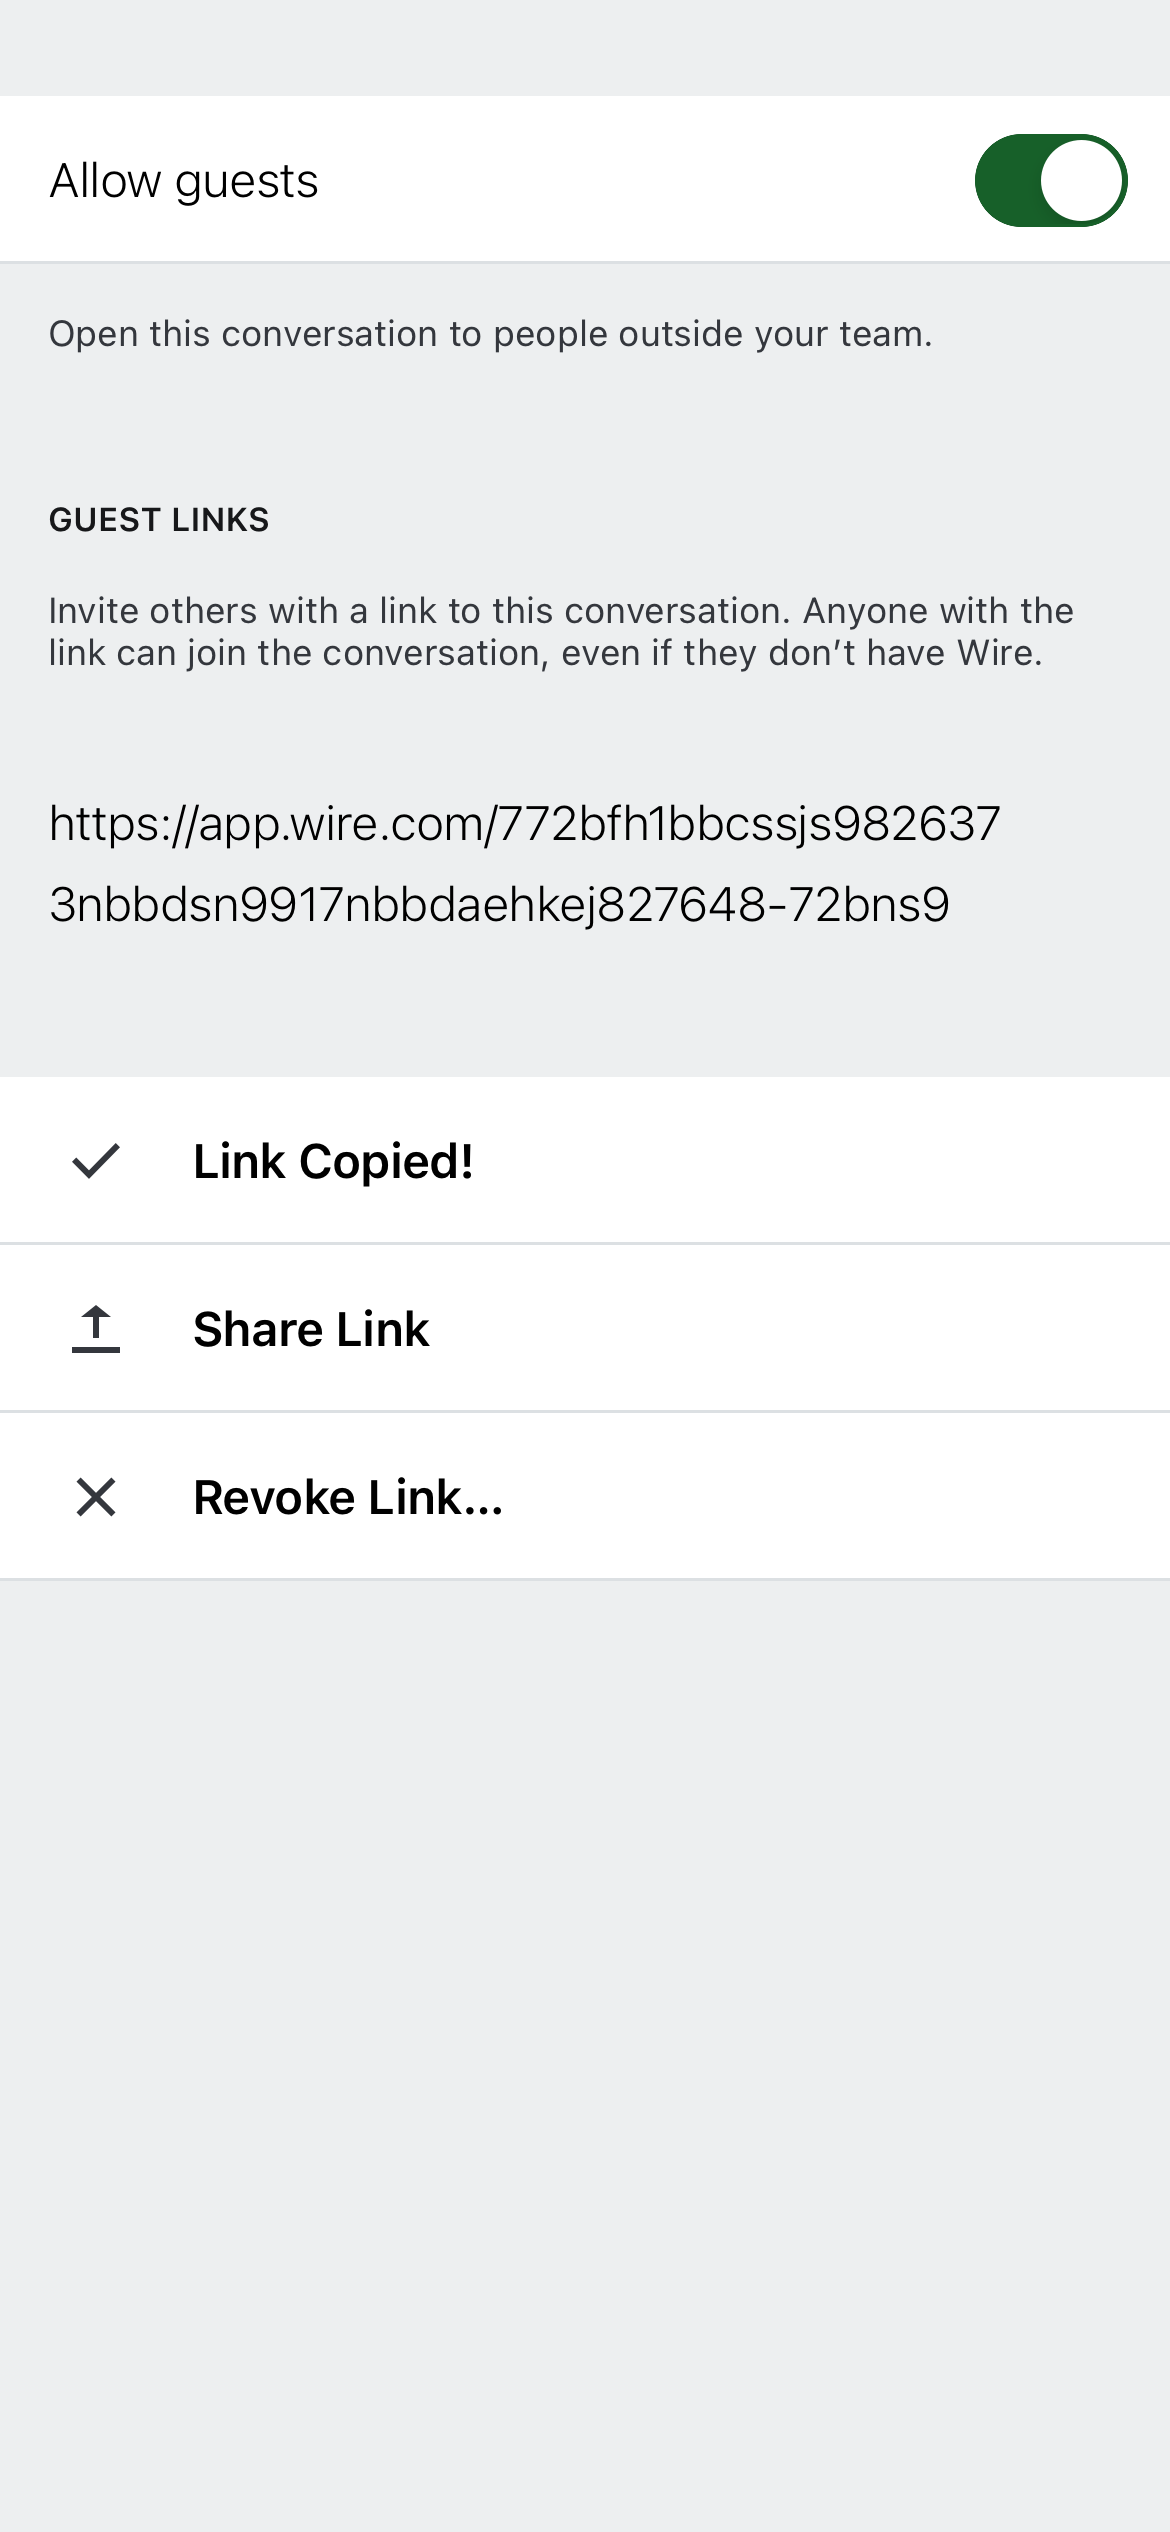 Allow guests
Open this conversation to people outside your team.
GUEST LINKS
Invite others with a link to this conversation. Anyone with the
link can join the conversation, even if they don’t have Wire.
https://app.wire.com/772bfh1bbcssjs982637
3nbbdsn9917nbbdaehkej827648-72bns9
Link Copied!
Share Link
Revoke Link...